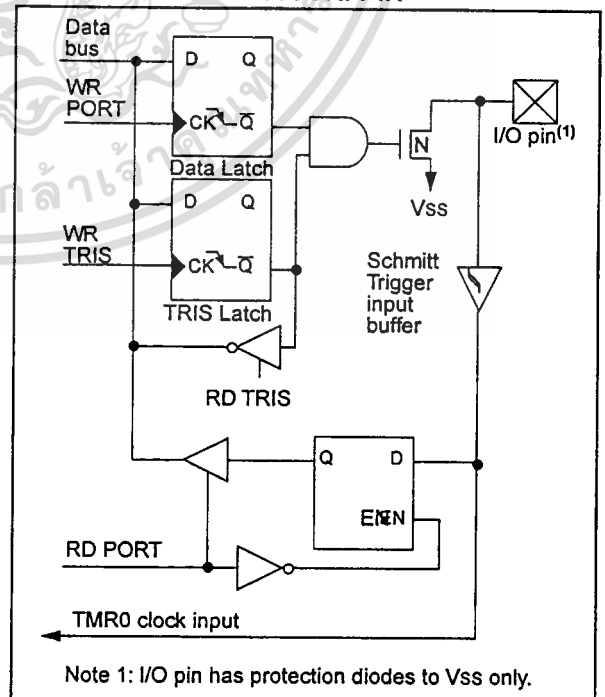 Data
bus
D Q
WR
PORT
CK Q
Data Latch
I/O pin(1)
N
Vss
D Q
WR
TRIS
CK Q
TRIS Latch
Schmitt
Trigger
input
buffer
RD TRIS
Q D
EN
RD PORT
TMR0 clock input
Note 1: I/O pin has protection diodes to Vss only.